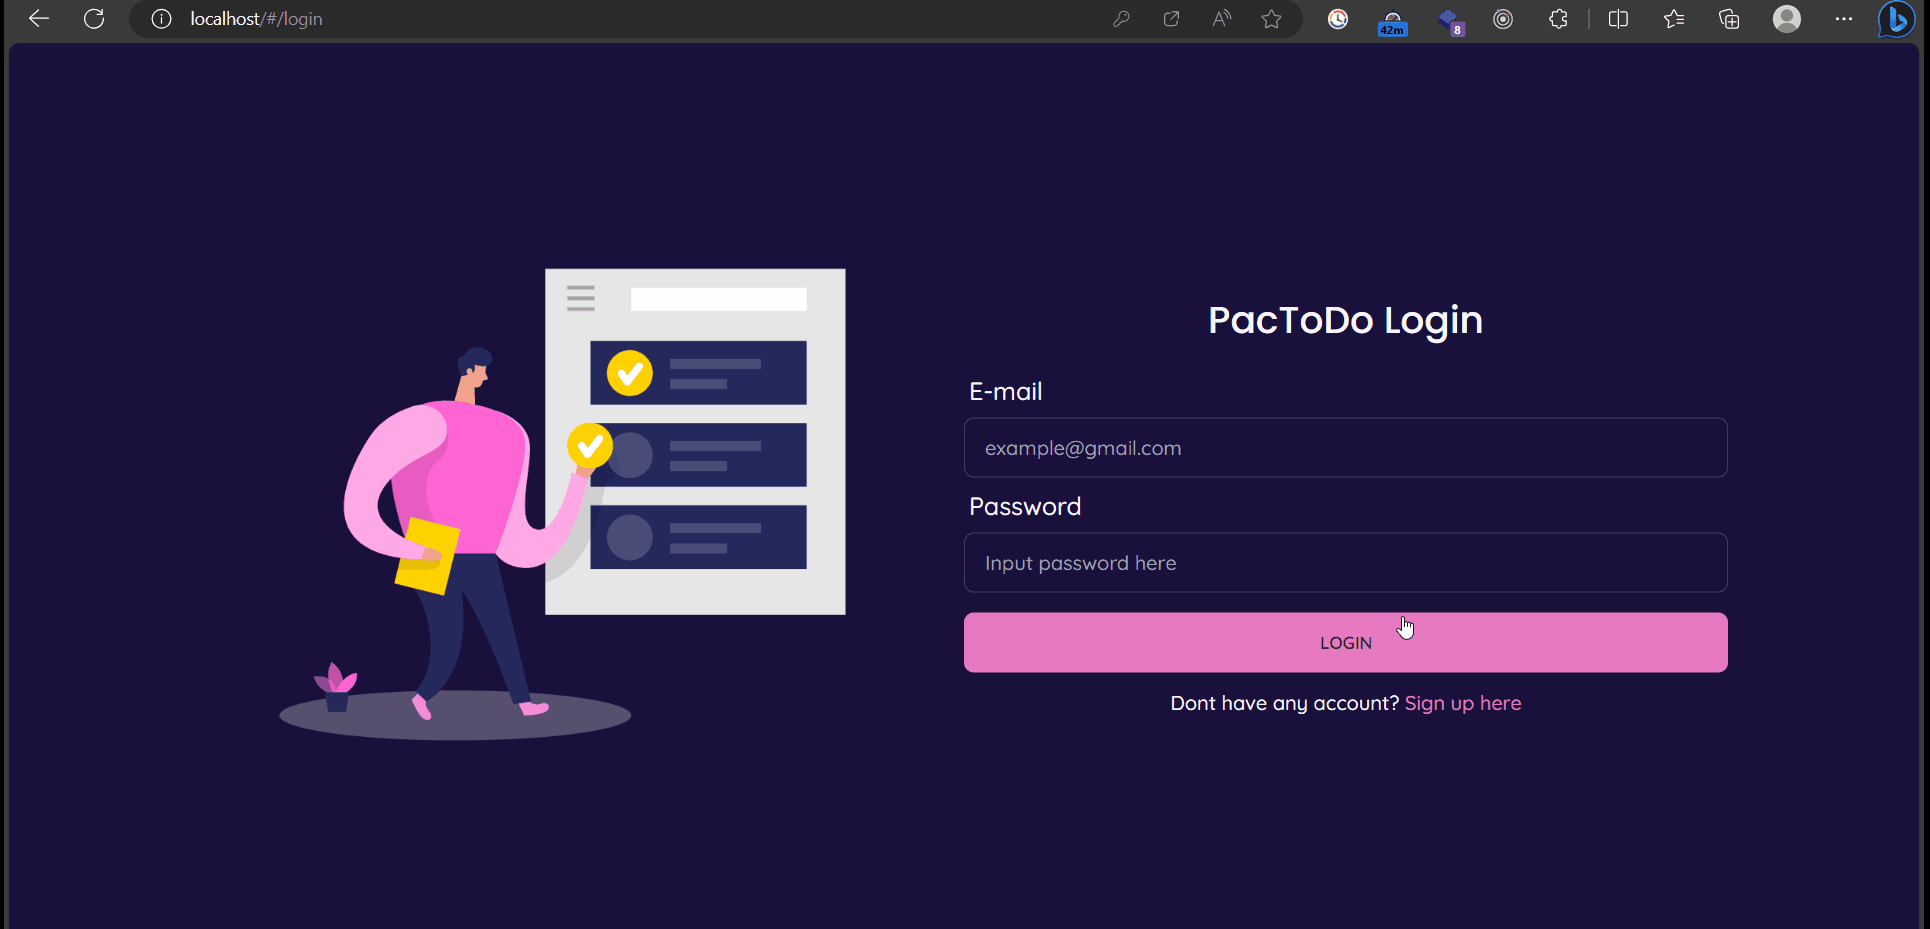 localhost/#/login
42m
8
PacToDo Login
E-mail
example@gmail.com
Password
Input password here
LOGIN
Dont have any account? Sign up here